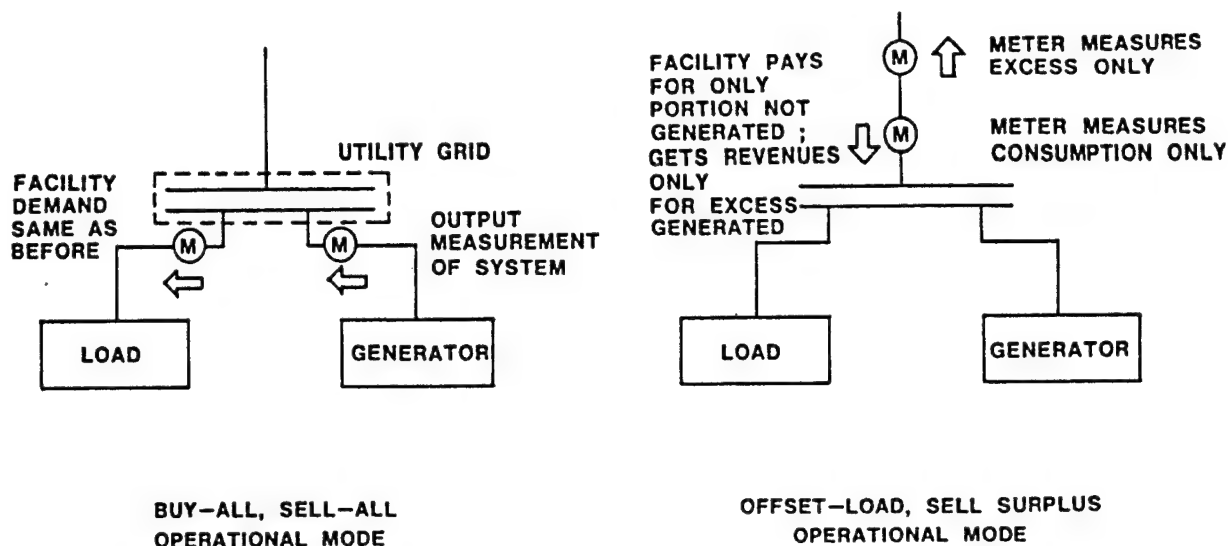 UTILITY GRID
FACILITY
DEMAND
SAME AS
BEFORE
M
M
OUTPUT
MEASUREMENT
OF SYSTEM
LOAD
GENERATOR
BUY-ALL, SELL-ALL
OPERATIONAL MODE
FACILITY PAYS
FOR ONLY
PORTION NOT
GENERATED ;
GETS REVENUES
ONLY
FOR EXCESS
GENERATED
M
METER MEASURES
EXCESS ONLY
M
METER MEASURES
CONSUMPTION ONLY
LOAD
GENERATOR
OFFSET-LOAD, SELL SURPLUS
OPERATIONAL MODE